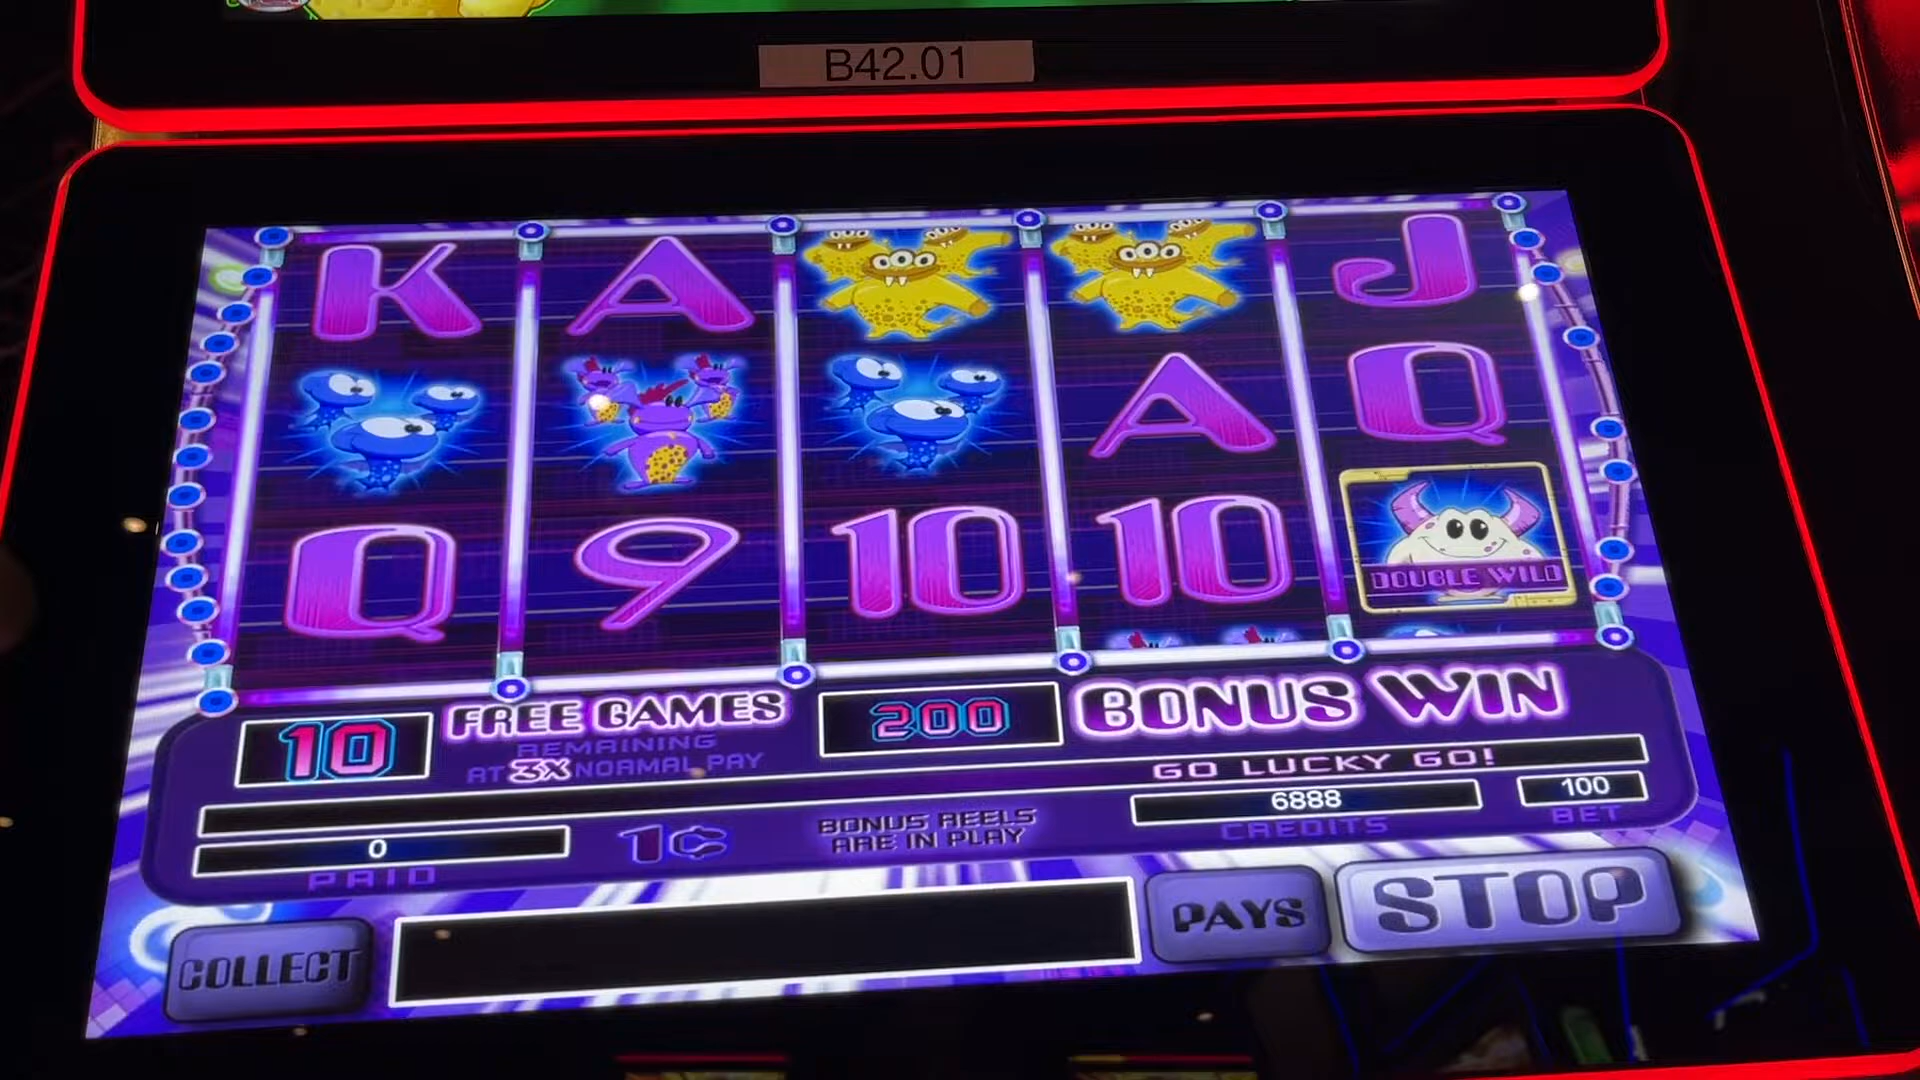 B42.01
K A J
A Q
Q 9 10 10
DOUBLE WILD
10 FREE GAMES 200 BONUS WIN
REMAINING
AT 3X NORMAL PAY
GO LUCKY GO!
0 1¢ BONUS REELS 6888 100
PAID ARE IN PLAY CREDITS BET
COLLECT PAYS STOP